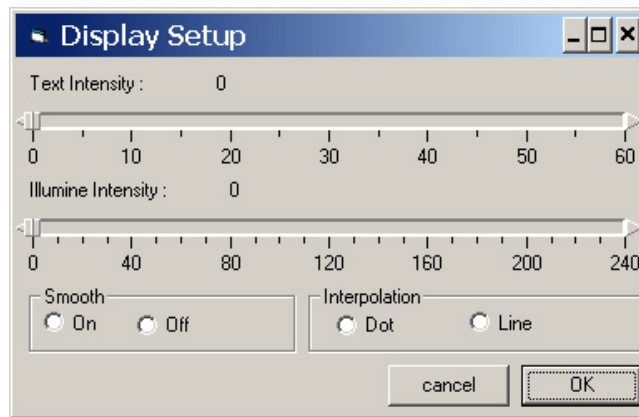 Display Setup
Text Intensity : 0
0 10 20 30 40 50 60
Illumine Intensity : 0
0 40 80 120 160 200 240
Smooth Interpolation
On Off Dot Line
cancel OK